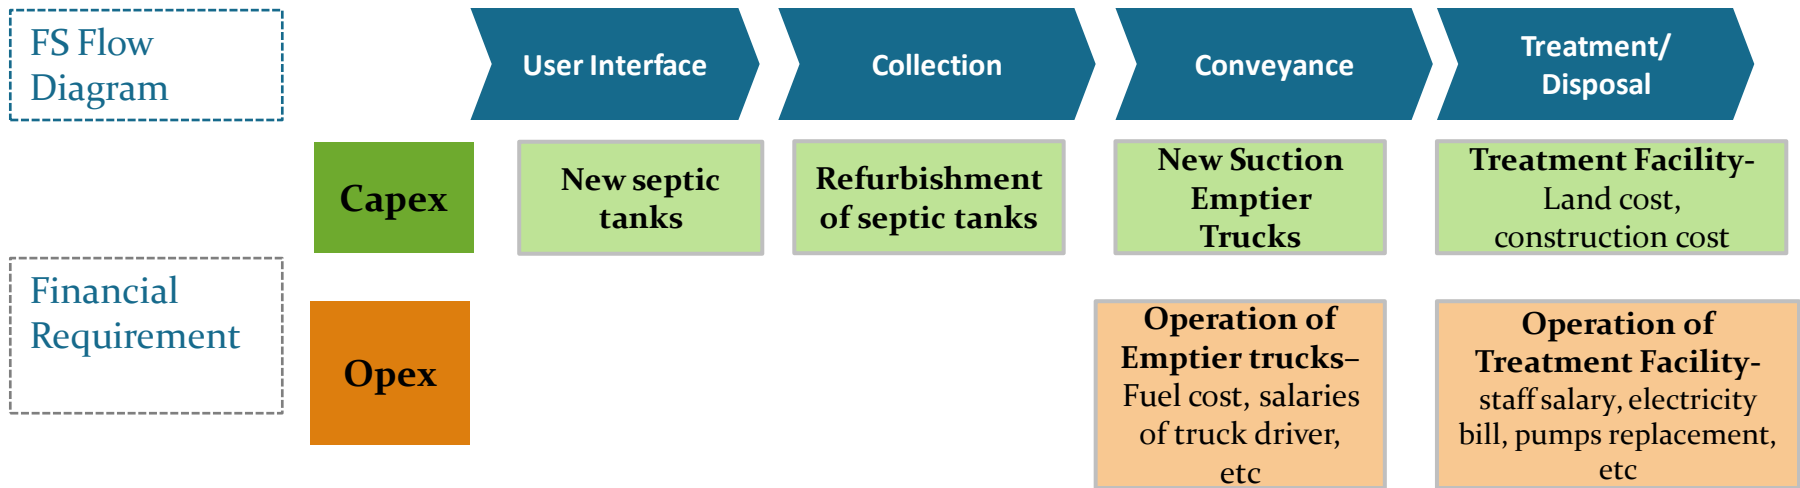 FS Flow
Diagram
User Interface
Collection
Conveyance
Treatment/
Disposal
Capex
New septic
tanks
Refurbishment
of septic tanks
New Suction
Emptier
Trucks
Treatment Facility-
Land cost,
construction cost
Financial
Requirement
Opex
Operation of
Emptier trucks–
Fuel cost, salaries
of truck driver,
etc
Operation of
Treatment Facility-
staff salary, electricity
bill, pumps replacement,
etc